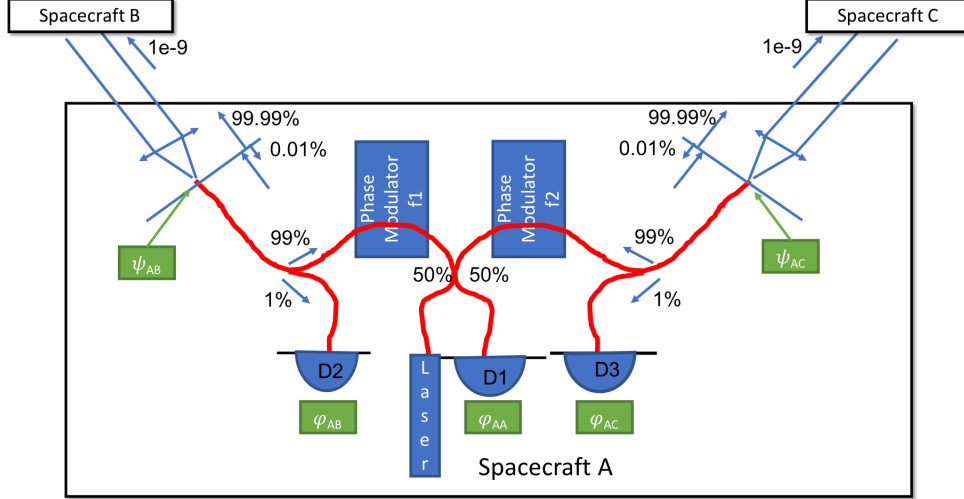 Spacecraft B
Spacecraft C
1e-9
1e-9
99.99%
0.01%
99.99%
0.01%
Phase
Modulator
f1
Phase
Modulator
f2
ψAB
ψAC
99%
1%
50%
50%
99%
1%
D2
Laser
D1
D3
φAB
φAA
φAC
Spacecraft A